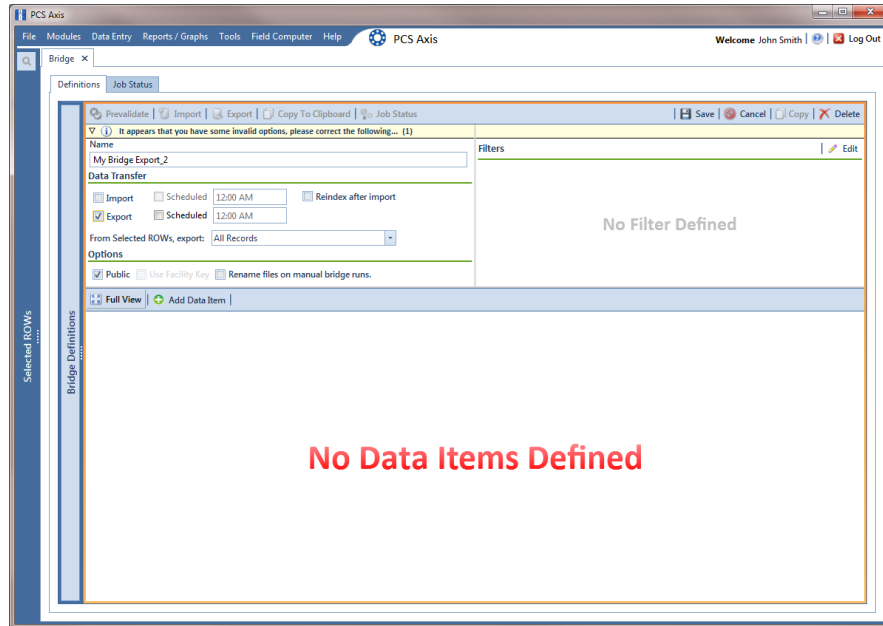 PCS Axis
File Modules Data Entry Reports / Graphs Tools Field Computer Help PCS Axis Welcome John Smith Log Out
Bridge
Definitions Job Status
Prevalidate Import Export Copy To Clipboard Job Status Save Cancel Copy Delete
It appears that you have some invalid options, please correct the following... (1)
Name
My Bridge Export_2
Filters Edit
Data Transfer
Import Scheduled 12:00 AM Reindex after import
Export Scheduled 12:00 AM
No Filter Defined
From Selected ROWs, export: All Records
Options
Public Use Facility Key Rename files on manual bridge runs.
Full View Add Data Item
Selected ROWs
Bridge Definitions
No Data Items Defined